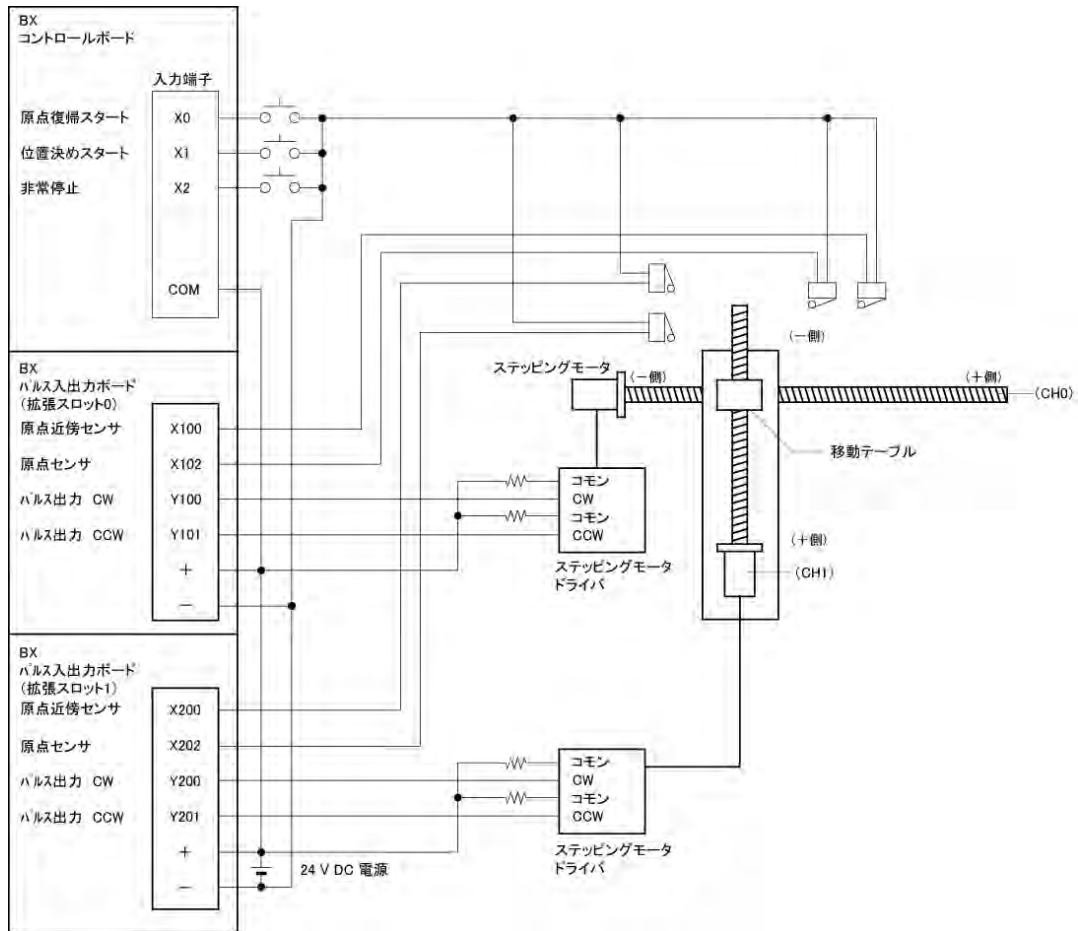 BX
コントロールボード
入力端子
原点復帰スタート
X0
位置決めスタート
X1
非常停止
X2
COM
BX
パルス入出力ボード
(拡張スロット0)
原点近傍センサ
X100
原点センサ
X102
パルス出力 CW
Y100
パルス出力 CCW
Y101
+
-
BX
パルス入出力ボード
(拡張スロット1)
原点近傍センサ
X200
原点センサ
X202
パルス出力 CW
Y200
パルス出力 CCW
Y201
+
-
24 V DC 電源
ステッピングモータ
コモン
CW
コモン
CCW
ステッピングモータ
ドライバ
コモン
CW
コモン
CCW
ステッピングモータ
ドライバ
(-側)
(-側)
(+側)
(CH0)
移動テーブル
(+側)
(CH1)